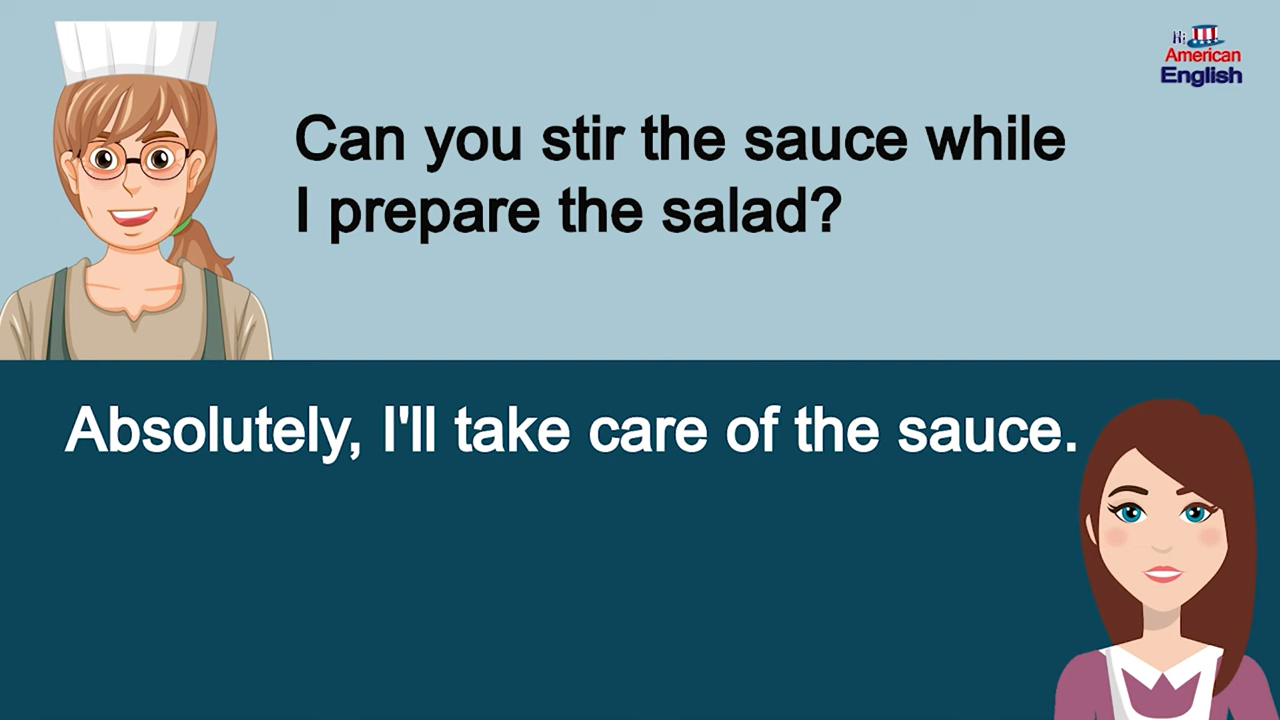 Hi
American
English
Can you stir the sauce while
I prepare the salad?
Absolutely, I'll take care of the sauce.